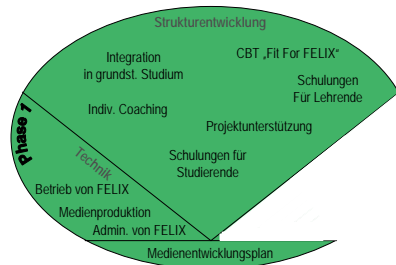 Strukturentwicklung
Integration
in grundst. Studium
CBT „Fit For FELIX“
Schulungen
Für Lehrende
Indiv. Coaching
Projektunterstützung
Phase 1
Technik
Schulungen für
Studierende
Betrieb von FELIX
Medienproduktion
Admin. von FELIX
Medienentwicklungsplan